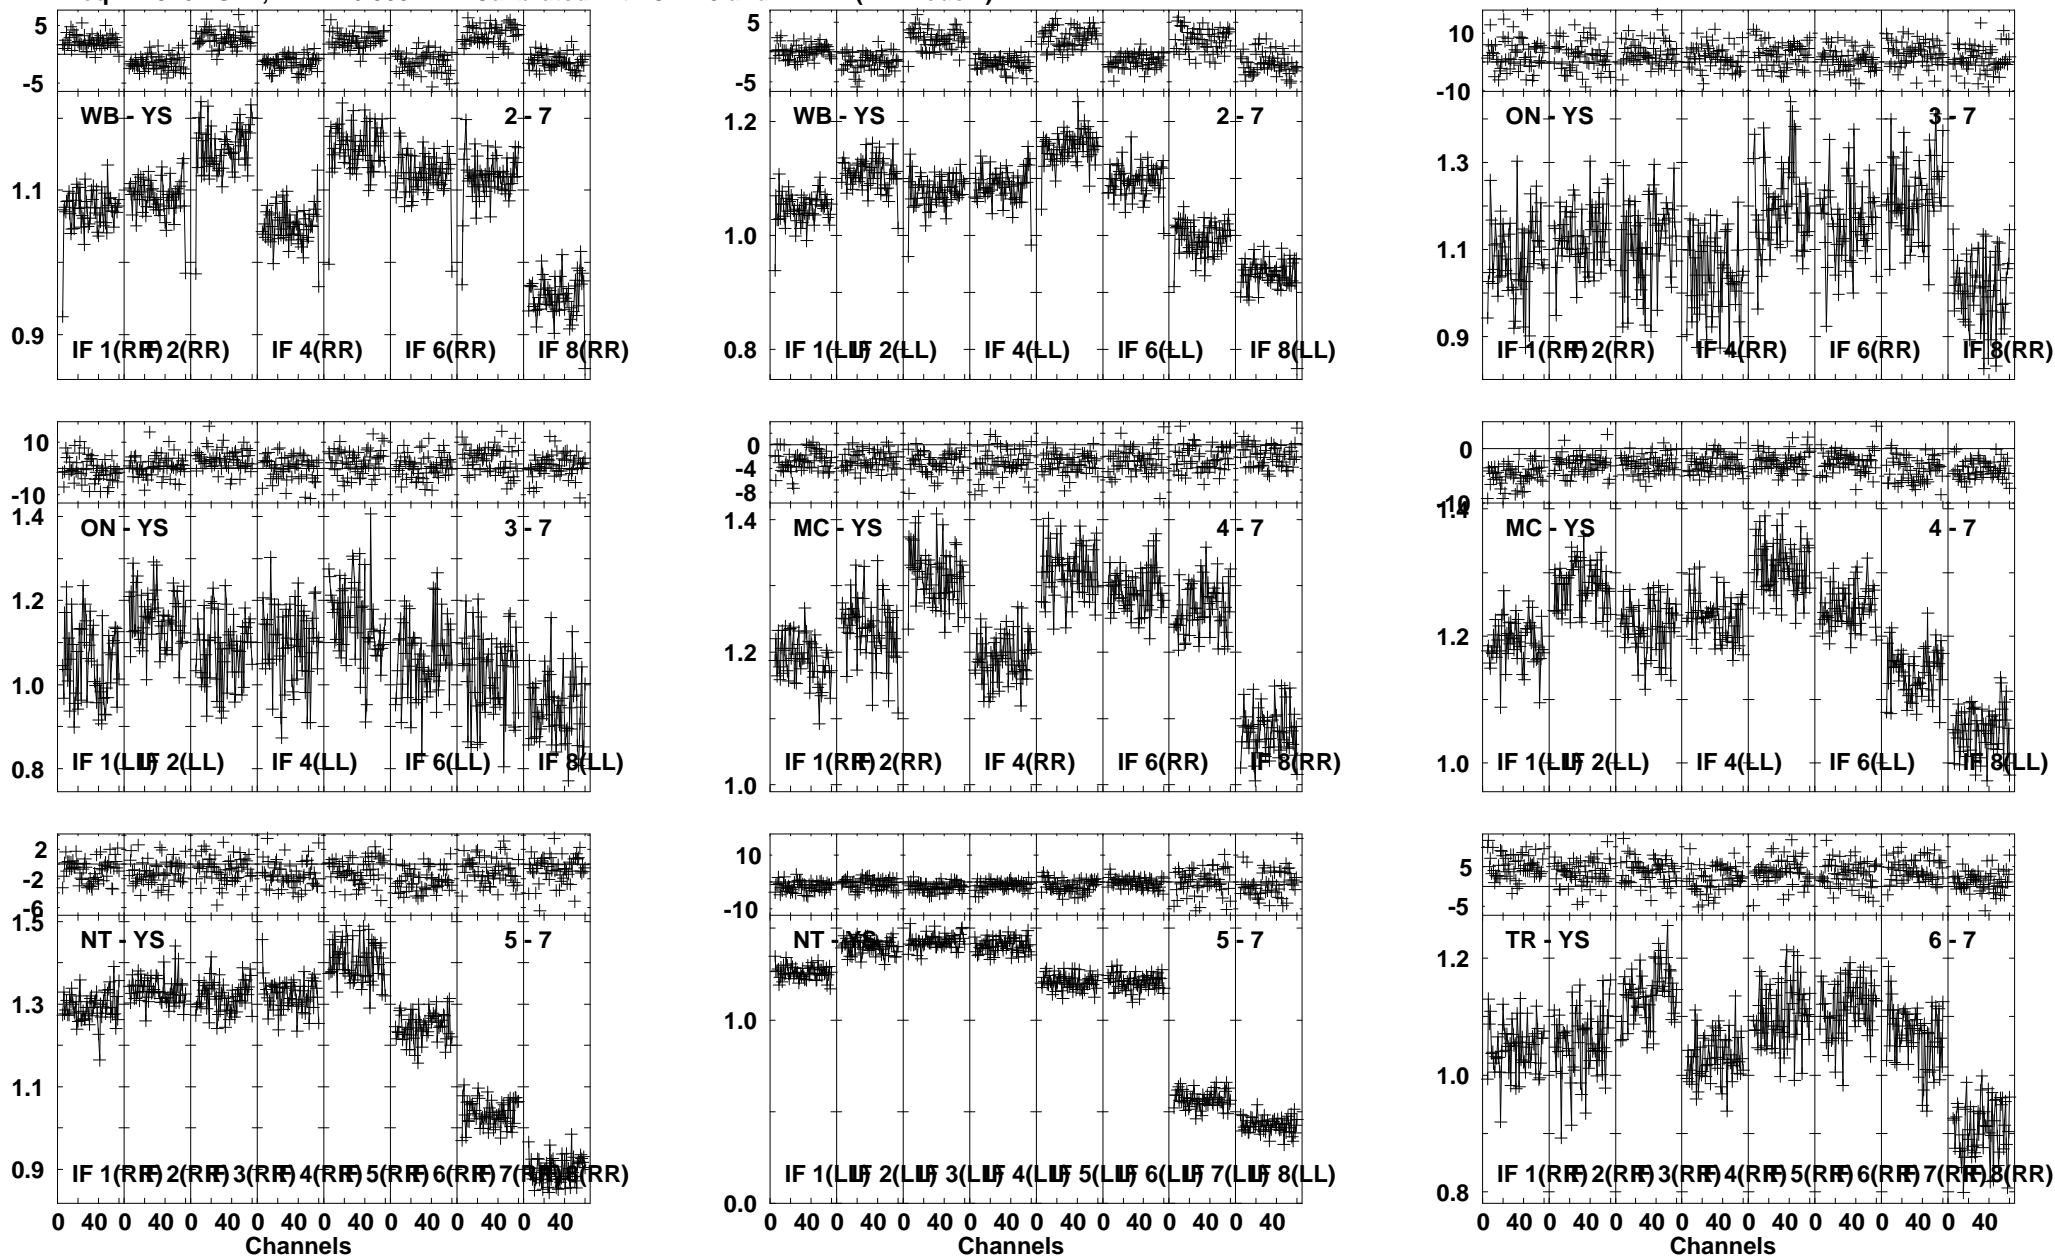 5
-5
WB - YS 2 - 7
1.1
0.9
IF 1(RR) IF 2(RR) IF 4(RR) IF 6(RR) IF 8(RR)
5
-5
WB - YS 2 - 7
1.2
1.0
0.8
IF 1(LL) IF 2(LL) IF 4(LL) IF 6(LL) IF 8(LL)
10
-10
ON - YS 3 - 7
1.3
1.1
0.9
IF 1(RR) IF 2(RR) IF 4(RR) IF 6(RR) IF 8(RR)
10
-10
1.4
ON - YS 3 - 7
1.2
1.0
0.8
IF 1(LL) IF 2(LL) IF 4(LL) IF 6(LL) IF 8(LL)
0
-4
-8
1.4
MC - YS 4 - 7
1.2
1.0
IF 1(RR) IF 2(RR) IF 4(RR) IF 6(RR) IF 8(RR)
0
-10
1.4
MC - YS 4 - 7
1.2
1.0
IF 1(LL) IF 2(LL) IF 4(LL) IF 6(LL) IF 8(LL)
2
-2
-6
1.5
NT - YS 5 - 7
1.3
1.1
0.9
IF 1(RR) IF 2(RR) IF 3(RR) IF 4(RR) IF 5(RR) IF 6(RR) IF 7(RR) IF 8(RR)
0 40 0 40 0 40 0 40 0 40 0 40 0 40 0 40
Channels
10
-10
NT - YS 5 - 7
1.0
0.0
IF 1(LL) IF 2(LL) IF 3(LL) IF 4(LL) IF 5(LL) IF 6(LL) IF 7(LL) IF 8(LL)
0 40 0 40 0 40 0 40 0 40 0 40 0 40 0 40
Channels
5
-5
TR - YS 6 - 7
1.2
1.0
0.8
IF 1(RR) IF 2(RR) IF 3(RR) IF 4(RR) IF 5(RR) IF 6(RR) IF 7(RR) IF 8(RR)
0 40 0 40 0 40 0 40 0 40 0 40 0 40 0 40
Channels